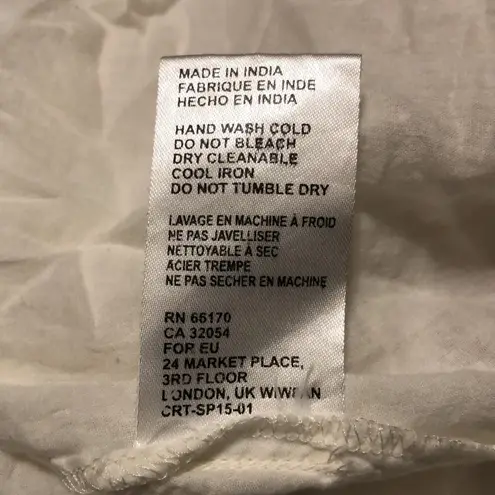 MADE IN INDIA
FABRIQUE EN INDE
HECHO EN INDIA
HAND WASH COLD
DO NOT BLEACH
DRY CLEANABLE
COOL IRON
DO NOT TUMBLE DRY
LAVAGE EN MACHINE À FROID
NE PAS JAVELLISER
NETTOYABLE À SEC
ACIER TREMPE
NE PAS SECHER EN MACHINE
RN 66170
CA 32054
FOR EU
24 MARKET PLACE,
3RD FLOOR
LONDON, UK
CRT-SP15-01